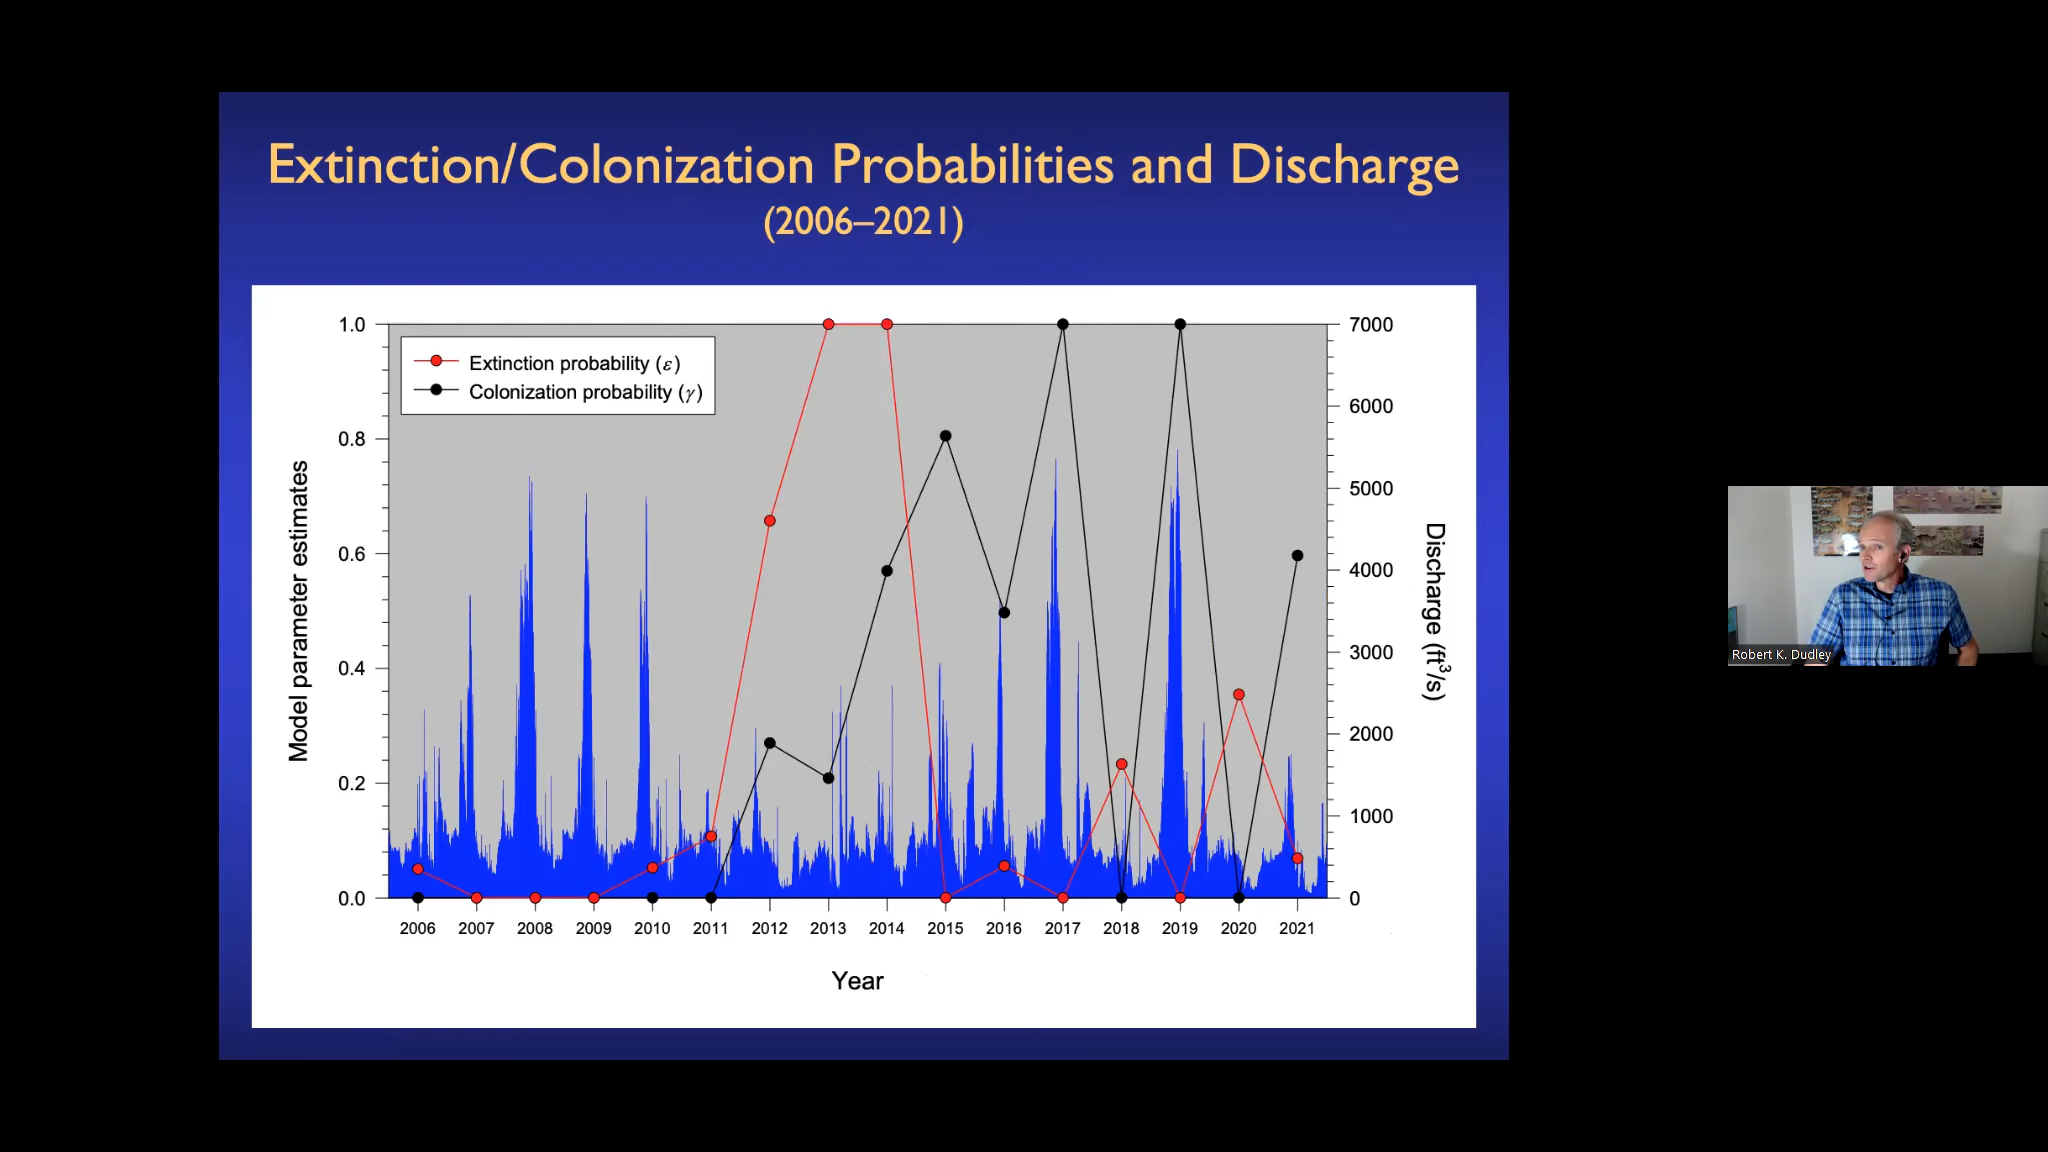 Extinction/Colonization Probabilities and Discharge
(2006–2021)
Extinction probability (ε)
Colonization probability (γ)
Model parameter estimates
1.0
0.8
0.6
0.4
0.2
0.0
7000
6000
5000
4000
3000
2000
1000
0
Discharge (ft³/s)
2006 2007 2008 2009 2010 2011 2012 2013 2014 2015 2016 2017 2018 2019 2020 2021
Year
Robert K. Dudley